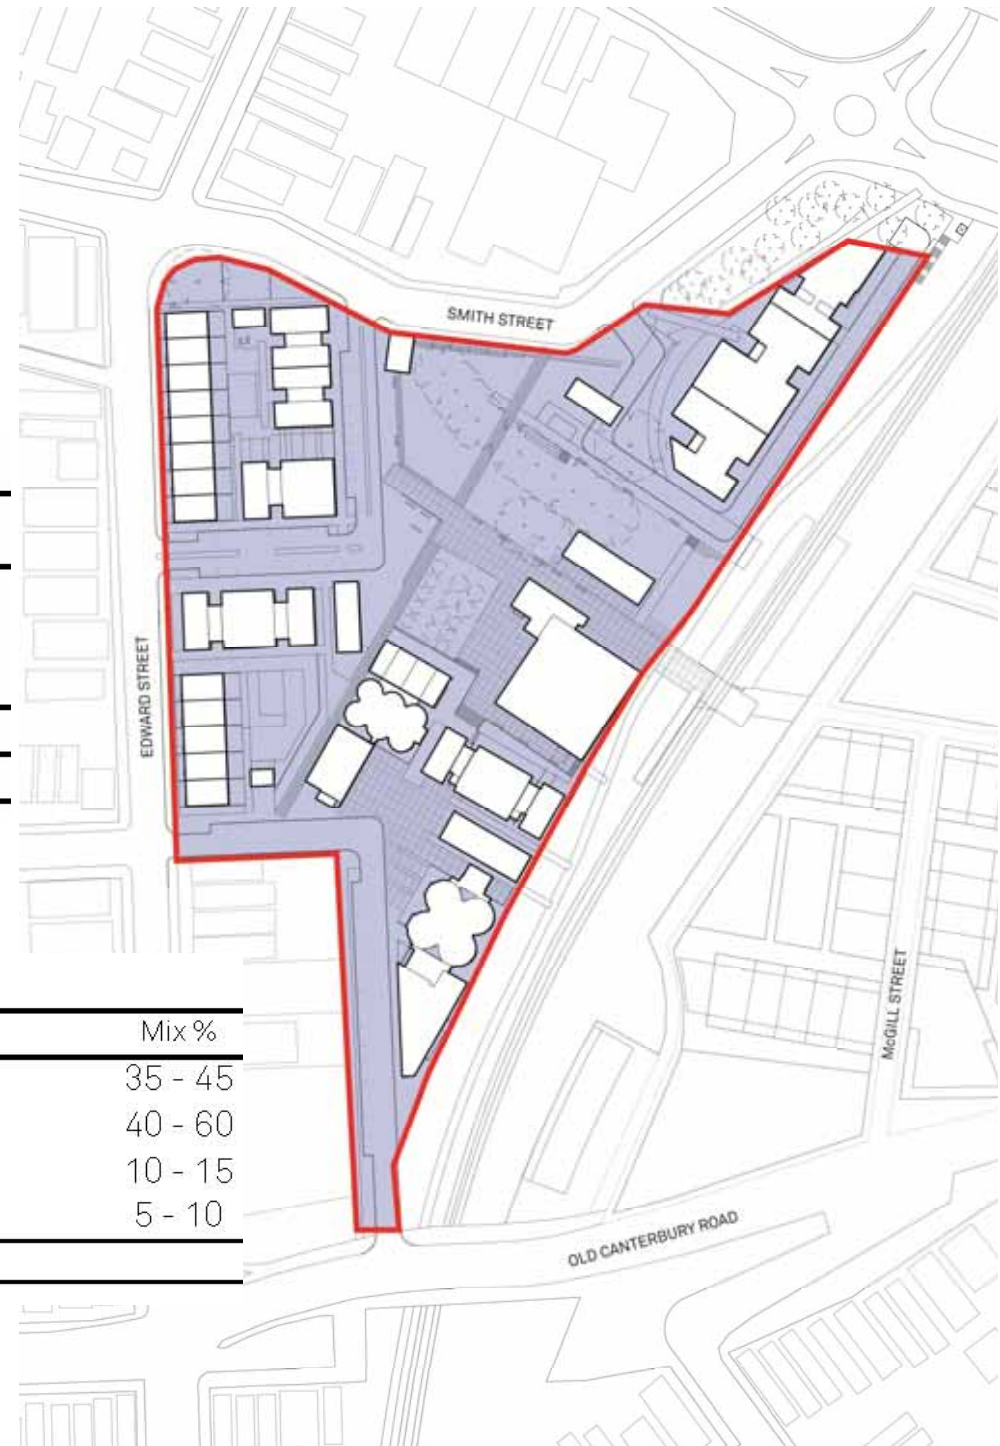 SMITH STREET
EDWARD STREET
McGILL STREET
Mix %
35 - 45
40 - 60
10 - 15
5 - 10
OLD CANTERBURY ROAD